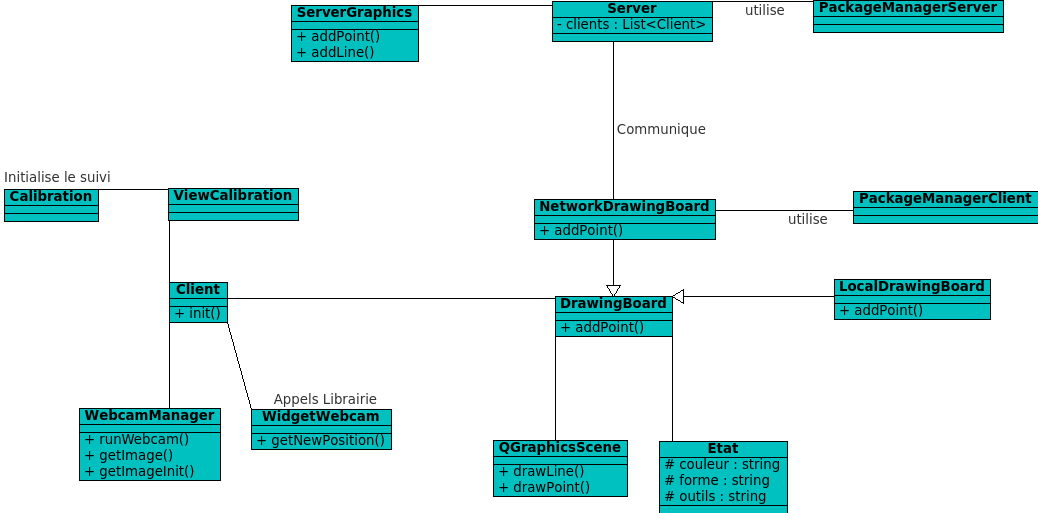 ServerGraphics
+ addPoint()
+ addLine()
Server
- clients : List<Client>
utilise
PackageManagerServer
Communique
Initialise le suivi
Calibration
ViewCalibration
NetworkDrawingBoard
+ addPoint()
utilise
PackageManagerClient
Client
+ init()
DrawingBoard
+ addPoint()
LocalDrawingBoard
+ addPoint()
WebcamManager
+ runWebcam()
+ getImage()
+ getImageInit()
Appels Librairie
WidgetWebcam
+ getNewPosition()
QGraphicsScene
+ drawLine()
+ drawPoint()
Etat
# couleur : string
# forme : string
# outils : string